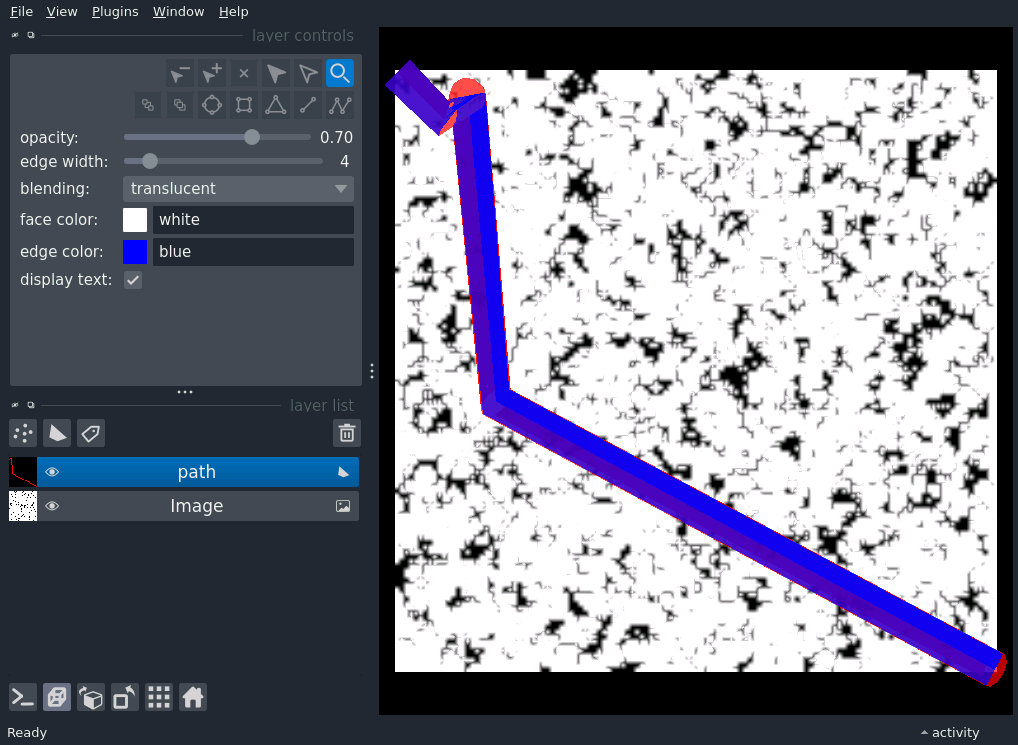 File View Plugins Window Help
layer controls
opacity: 0.70
edge width: 4
blending: translucent
face color: white
edge color: blue
display text:
layer list
path
Image
Ready activity